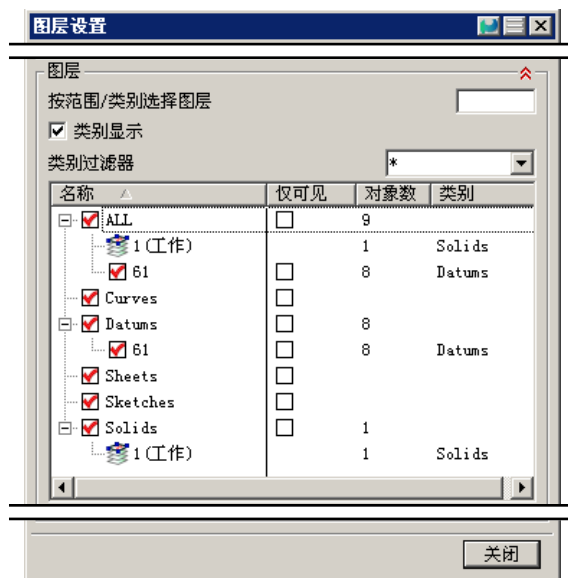 图层设置
图层
按范围/类别选择图层
类别显示
类别过滤器 *
名称 仅可见 对象数 类别
ALL 9
1(工作) 1 Solids
61 8 Datums
Curves
Datums 8
61 8 Datums
Sheets
Sketches
Solids 1
1(工作) 1 Solids
关闭